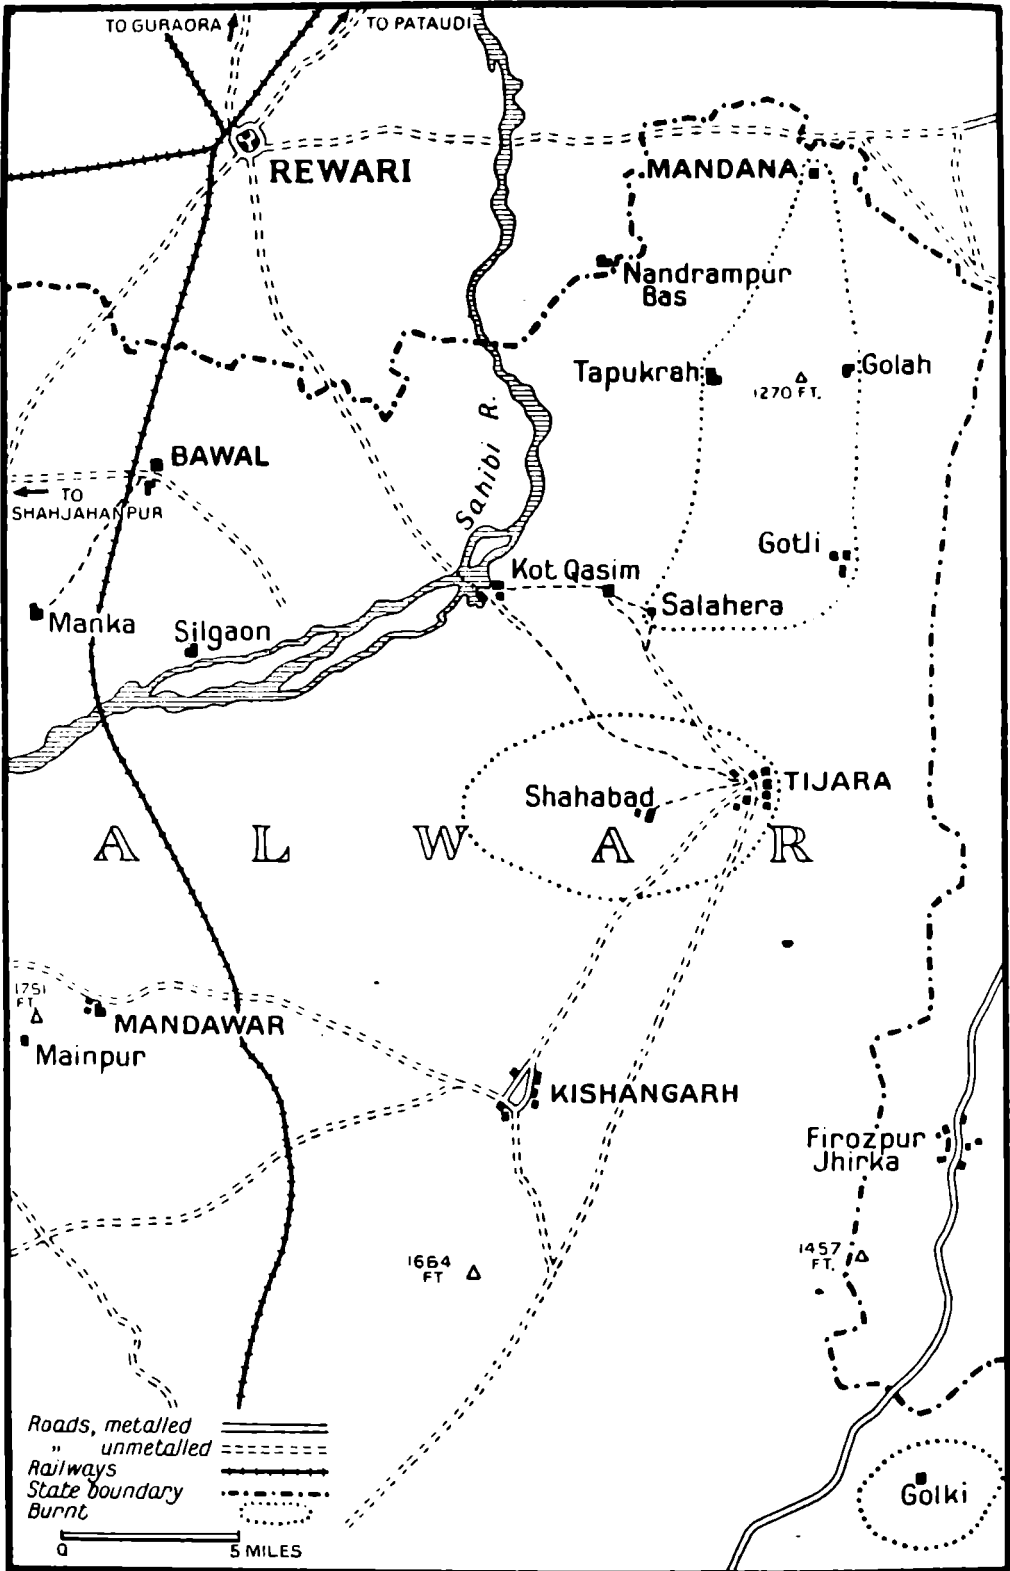 TO GURAORA
TO PATAUDI
REWARI
MANDANA
Nandrampur
Bas
Tapukrah
1270 FT.
Golah
Sahibi R.
BAWAL
TO
SHAHJAHANPUR
Gotli
Kot Qasim
Salahera
Manka
Silgaon
TIJARA
Shahabad
A L W A R
1751
FT.
MANDAWAR
Mainpur
KISHANGARH
Firozpur
Jhirka
1457
FT.
1664
FT
Roads, metalled
" unmetalled
Railways
State boundary
Burnt
0 5 MILES
Golki